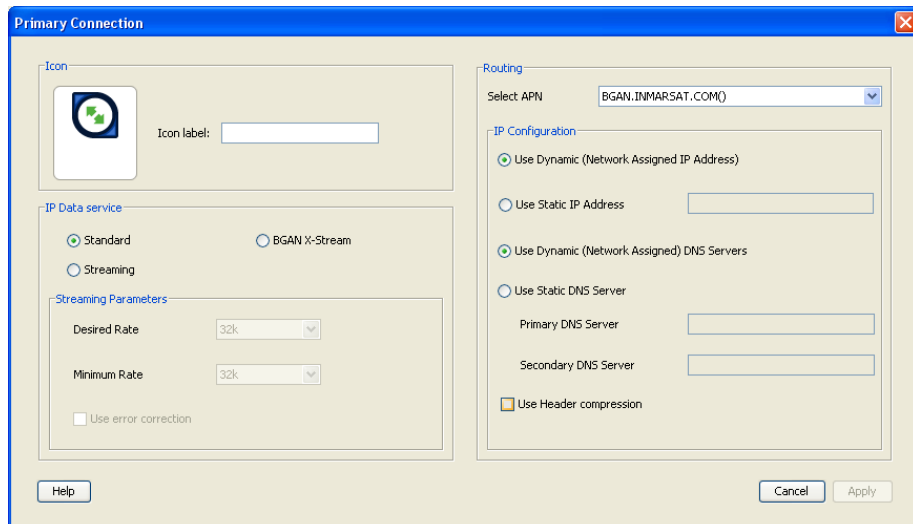 Primary Connection
Icon
Icon label:
IP Data service
Standard
BGAN X-Stream
Streaming
Streaming Parameters
Desired Rate
32k
Minimum Rate
32k
Use error correction
Routing
Select APN
BGAN.INMARSAT.COM()
IP Configuration
Use Dynamic (Network Assigned IP Address)
Use Static IP Address
Use Dynamic (Network Assigned) DNS Servers
Use Static DNS Server
Primary DNS Server
Secondary DNS Server
Use Header compression
Help
Cancel
Apply